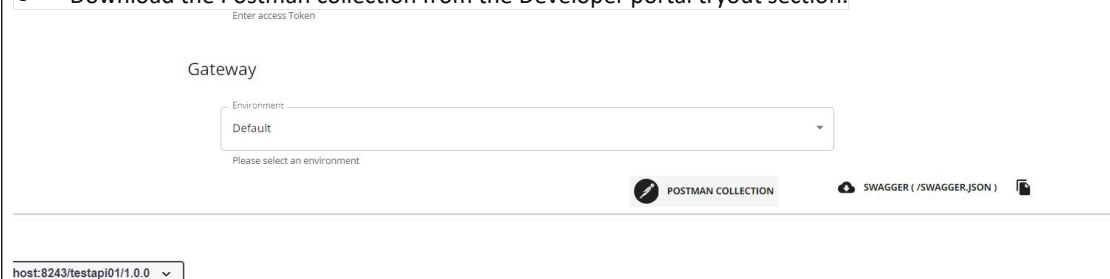 Download the Postman collection from the Developer portal tryout section.
Enter access Token
Gateway
Environment
Default
Please select an environment
POSTMAN COLLECTION SWAGGER ( /SWAGGER.JSON )
host:8243/testapi01/1.0.0